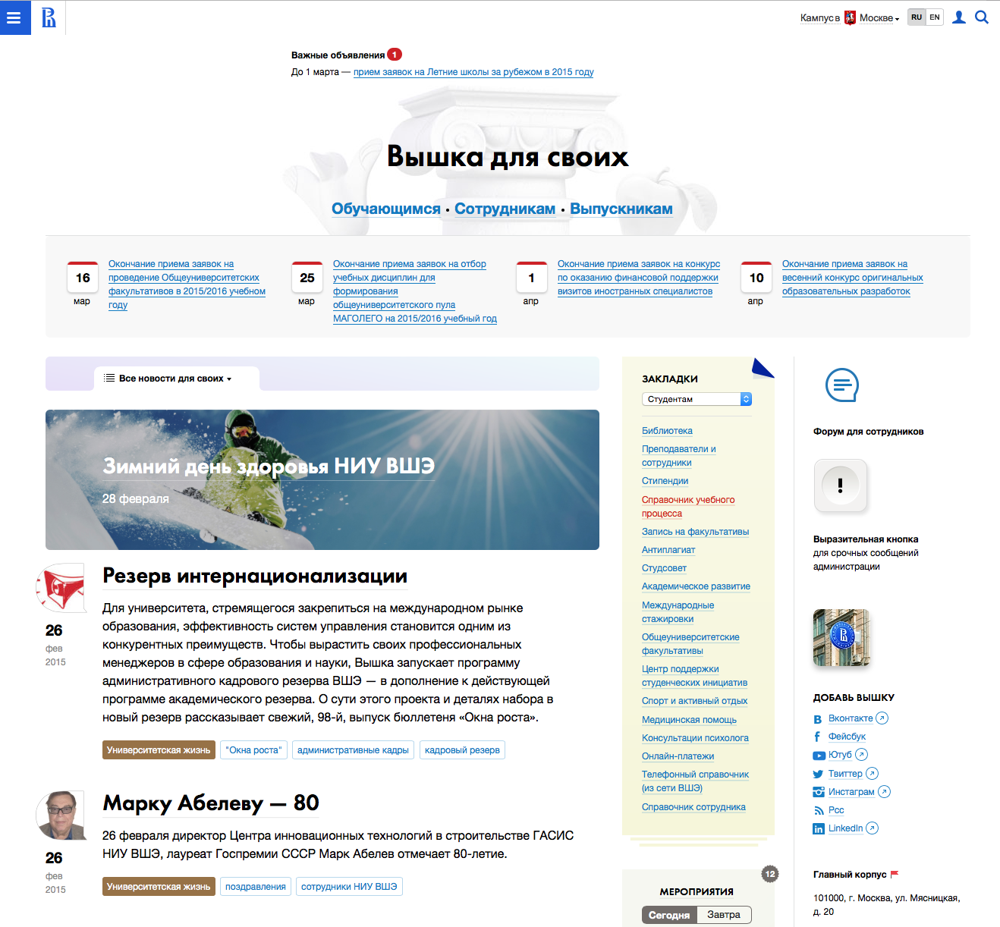 Кампус в Москве
RU EN
Важные объявления 1
До 1 марта — прием заявок на Летние школы за рубежом в 2015 году
Вышка для своих
Обучающимся • Сотрудникам • Выпускникам
16
мар
Окончание приема заявок на
проведение Общеуниверситетских
факультативов в 2015/2016 учебном
году
25
мар
Окончание приема заявок на отбор
учебных дисциплин для
формирования
общеуниверситетского пула
МАГОЛЕГО на 2015/2016 учебный год
1
апр
Окончание приема заявок на конкурс
по оказанию финансовой поддержки
визитов иностранных специалистов
10
апр
Окончание приема заявок на
весенний конкурс оригинальных
образовательных разработок
Все новости для своих
Зимний день здоровья НИУ ВШЭ
28 февраля
26
фев
2015
Резерв интернационализации
Для университета, стремящегося закрепиться на международном рынке
образования, эффективность систем управления становится одним из
конкурентных преимуществ. Чтобы вырастить своих профессиональных
менеджеров в сфере образования и науки, Вышка запускает программу
административного кадрового резерва ВШЭ — в дополнение к действующей
программе академического резерва. О сути этого проекта и деталях набора в
новый резерв рассказывает свежий, 98-й, выпуск бюллетеня «Окна роста».
Университетская жизнь "Окна роста" административные кадры кадровый резерв
26
фев
2015
Марку Абелеву — 80
26 февраля директор Центра инновационных технологий в строительстве ГАСИС
НИУ ВШЭ, лауреат Госпремии СССР Марк Абелев отмечает 80-летие.
Университетская жизнь поздравления сотрудники НИУ ВШЭ
ЗАКЛАДКИ
Студентам
Библиотека
Преподаватели и
сотрудники
Стипендии
Справочник учебного
процесса
Запись на факультативы
Антиплагиат
Студсовет
Академическое развитие
Международные
стажировки
Общеуниверситетские
факультативы
Центр поддержки
студенческих инициатив
Спорт и активный отдых
Медицинская помощь
Консультации психолога
Онлайн-платежи
Телефонный справочник
(из сети ВШЭ)
Справочник сотрудника
12
МЕРОПРИЯТИЯ
Сегодня Завтра
Форум для сотрудников
!
Выразительная кнопка
для срочных сообщений
администрации
ДОБАВЬ ВЫШКУ
Вконтакте
Фейсбук
Ютуб
Твиттер
Инстаграм
Рсс
LinkedIn
Главный корпус
101000, г. Москва, ул. Мясницкая,
д. 20